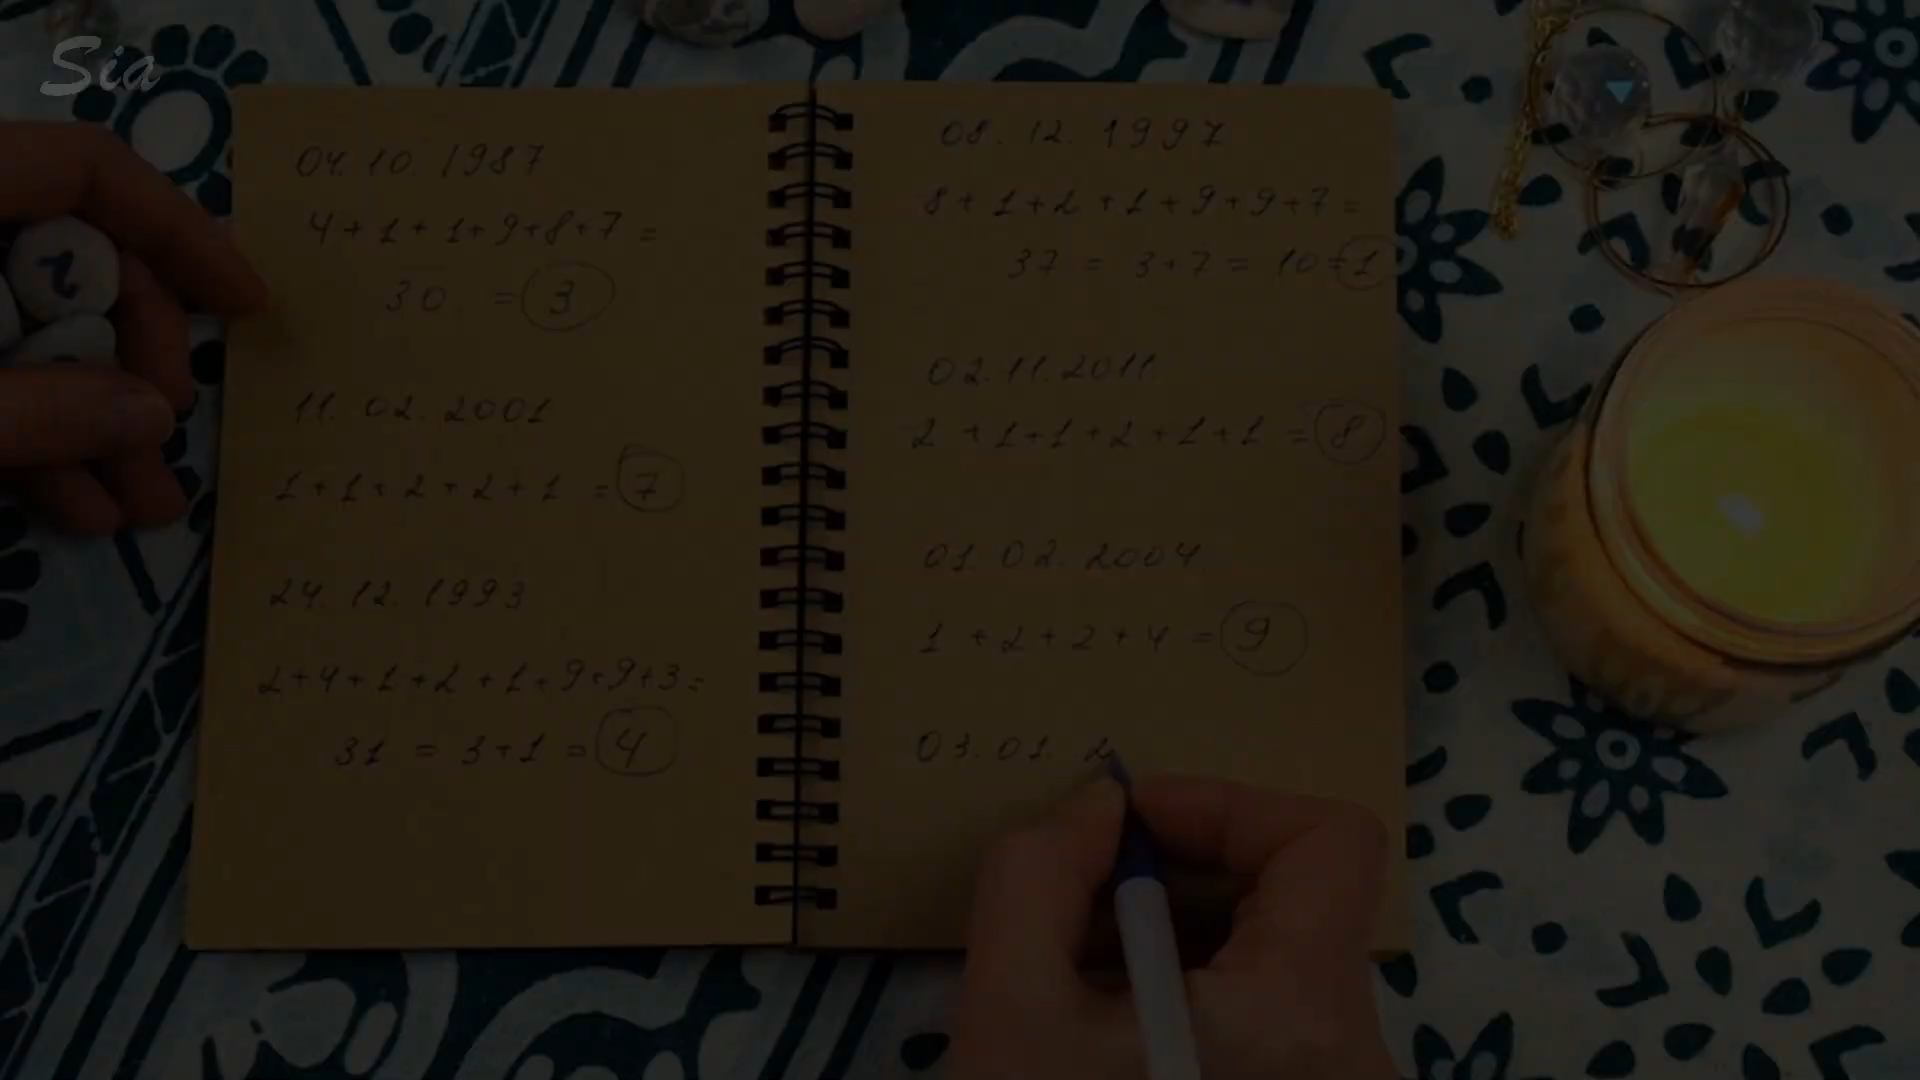 Sia
04. 10. 1987
4+1+1+9+8+7=
30 = 3
11. 02. 2001
1+1+2+2+1 = 7
24. 12. 1993
2+4+1+2+1+9+9+3=
31 = 3+1 = 4
08. 12. 1997
8+1+2+1+9+9+7=
37 = 3+7 = 10=1
02.11.2011.
2+1+1+2+1+1 = 8
01. 02. 2004
1+2+2+4 = 9
03. 01. 2